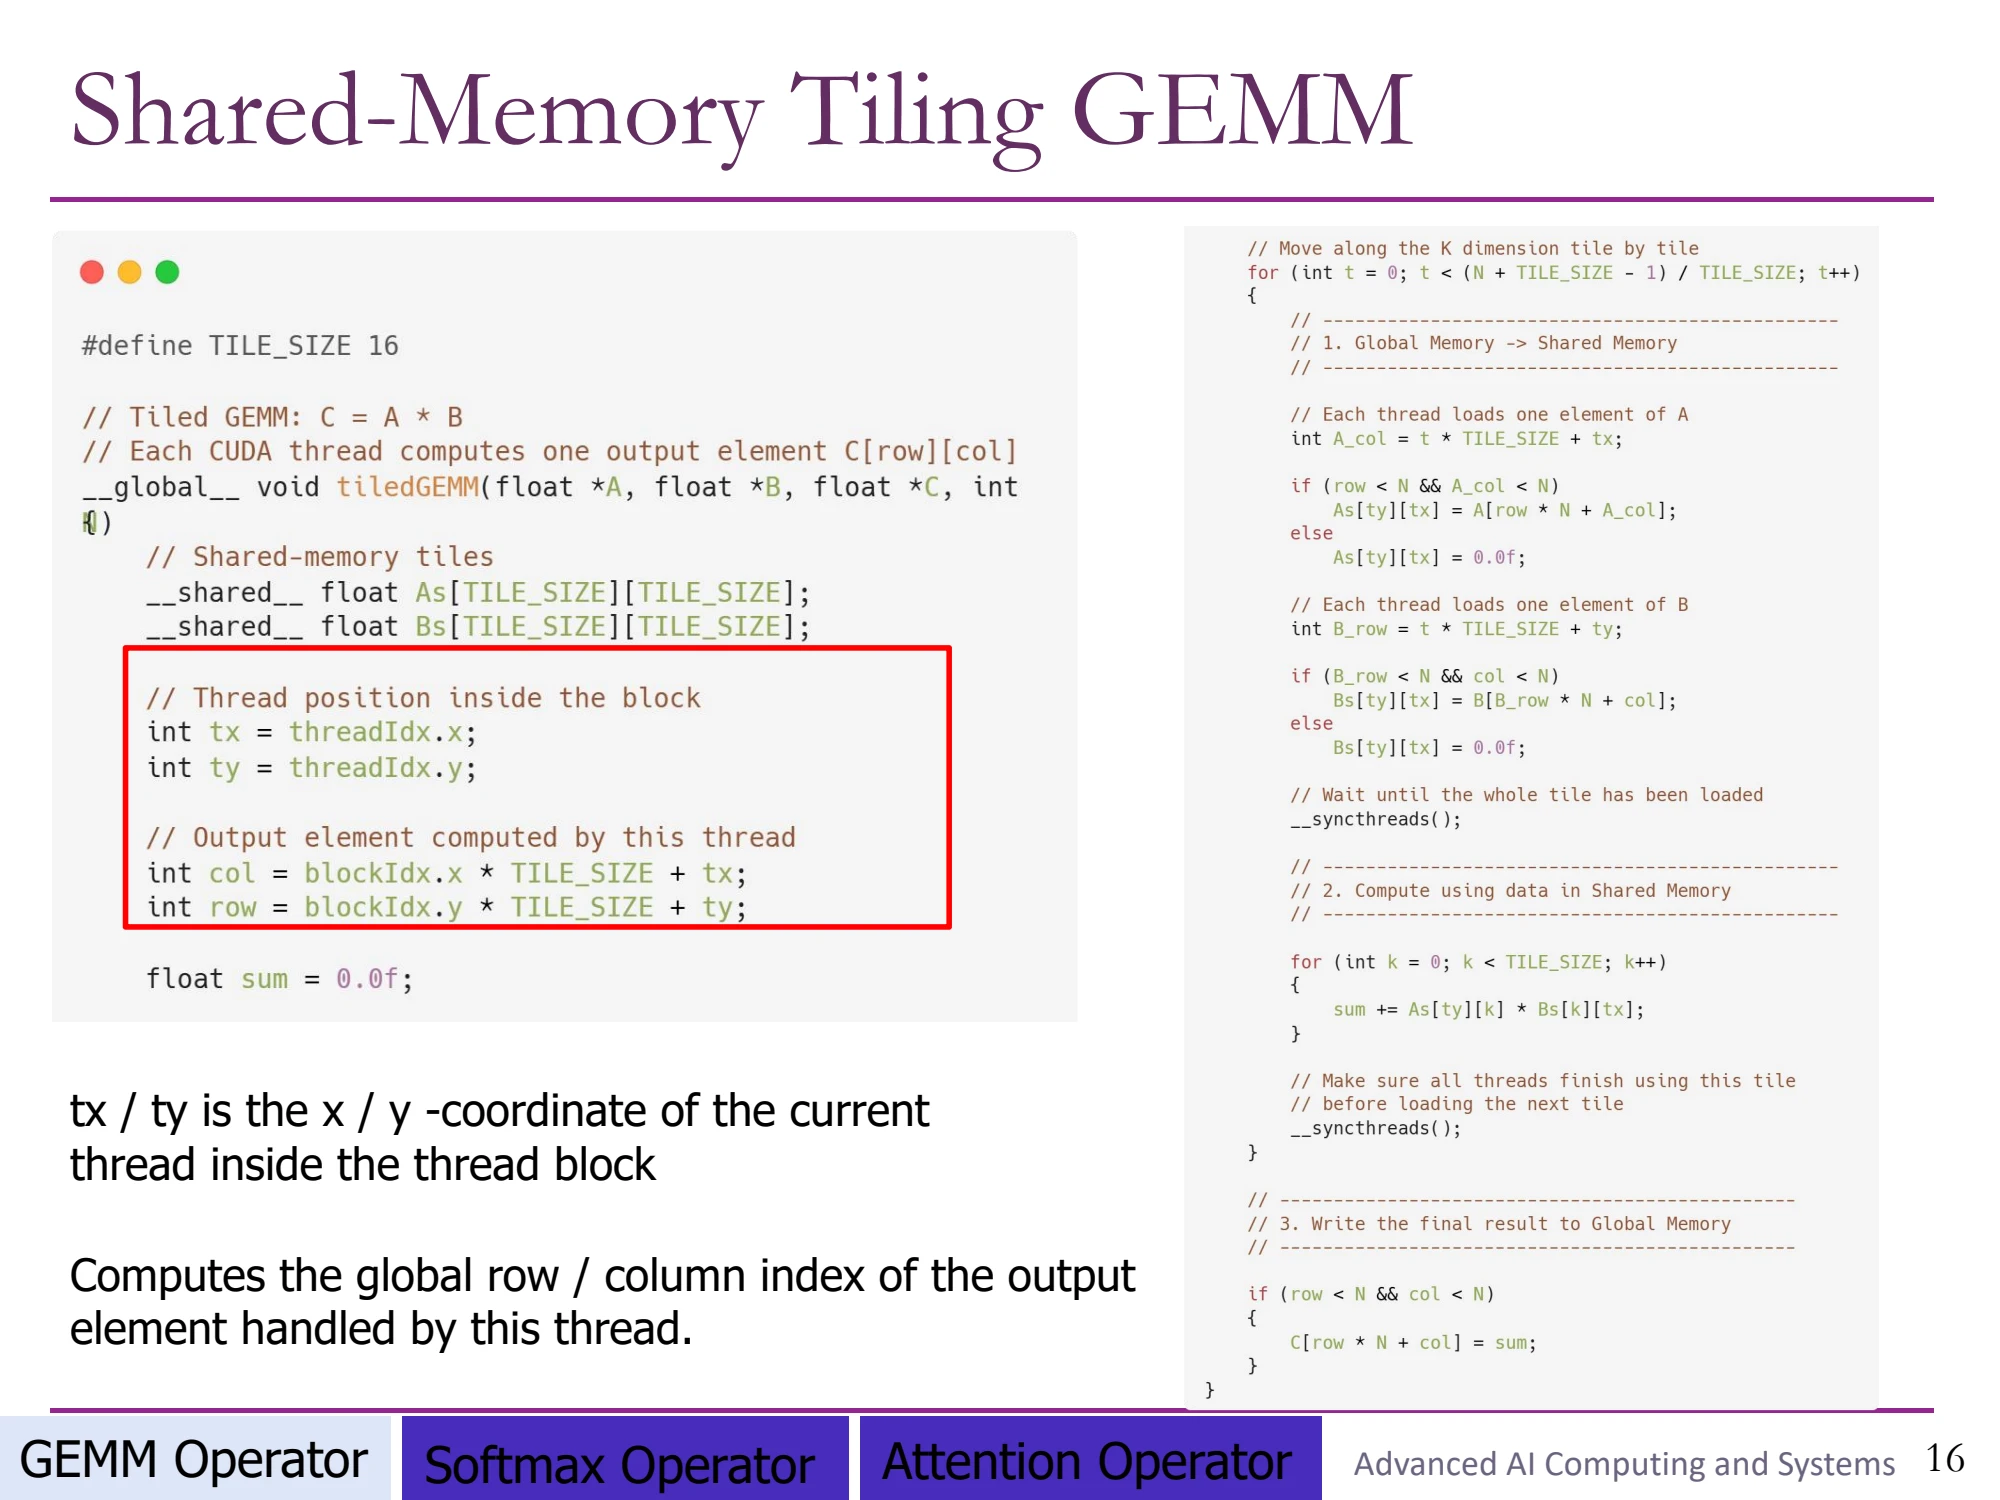 Shared-Memory Tiling GEMM
#define TILE_SIZE 16
// Tiled GEMM: C = A * B
// Each CUDA thread computes one output element C[row][col]
__global__ void tiledGEMM(float *A, float *B, float *C, int
N)
{
// Shared-memory tiles
__shared__ float As[TILE_SIZE][TILE_SIZE];
__shared__ float Bs[TILE_SIZE][TILE_SIZE];
// Thread position inside the block
int tx = threadIdx.x;
int ty = threadIdx.y;
// Output element computed by this thread
int col = blockIdx.x * TILE_SIZE + tx;
int row = blockIdx.y * TILE_SIZE + ty;
float sum = 0.0f;
tx / ty is the x / y -coordinate of the current
thread inside the thread block
Computes the global row / column index of the output
element handled by this thread.
// Move along the K dimension tile by tile
for (int t = 0; t < (N + TILE_SIZE - 1) / TILE_SIZE; t++)
{
// ------------------------------------------------
// 1. Global Memory -> Shared Memory
// ------------------------------------------------
// Each thread loads one element of A
int A_col = t * TILE_SIZE + tx;
if (row < N && A_col < N)
As[ty][tx] = A[row * N + A_col];
else
As[ty][tx] = 0.0f;
// Each thread loads one element of B
int B_row = t * TILE_SIZE + ty;
if (B_row < N && col < N)
Bs[ty][tx] = B[B_row * N + col];
else
Bs[ty][tx] = 0.0f;
// Wait until the whole tile has been loaded
__syncthreads();
// ------------------------------------------------
// 2. Compute using data in Shared Memory
// ------------------------------------------------
for (int k = 0; k < TILE_SIZE; k++)
{
sum += As[ty][k] * Bs[k][tx];
}
// Make sure all threads finish using this tile
// before loading the next tile
__syncthreads();
}
// ------------------------------------------------
// 3. Write the final result to Global Memory
// ------------------------------------------------
if (row < N && col < N)
{
C[row * N + col] = sum;
}
}
GEMM Operator
Softmax Operator
Attention Operator
Advanced AI Computing and Systems
16